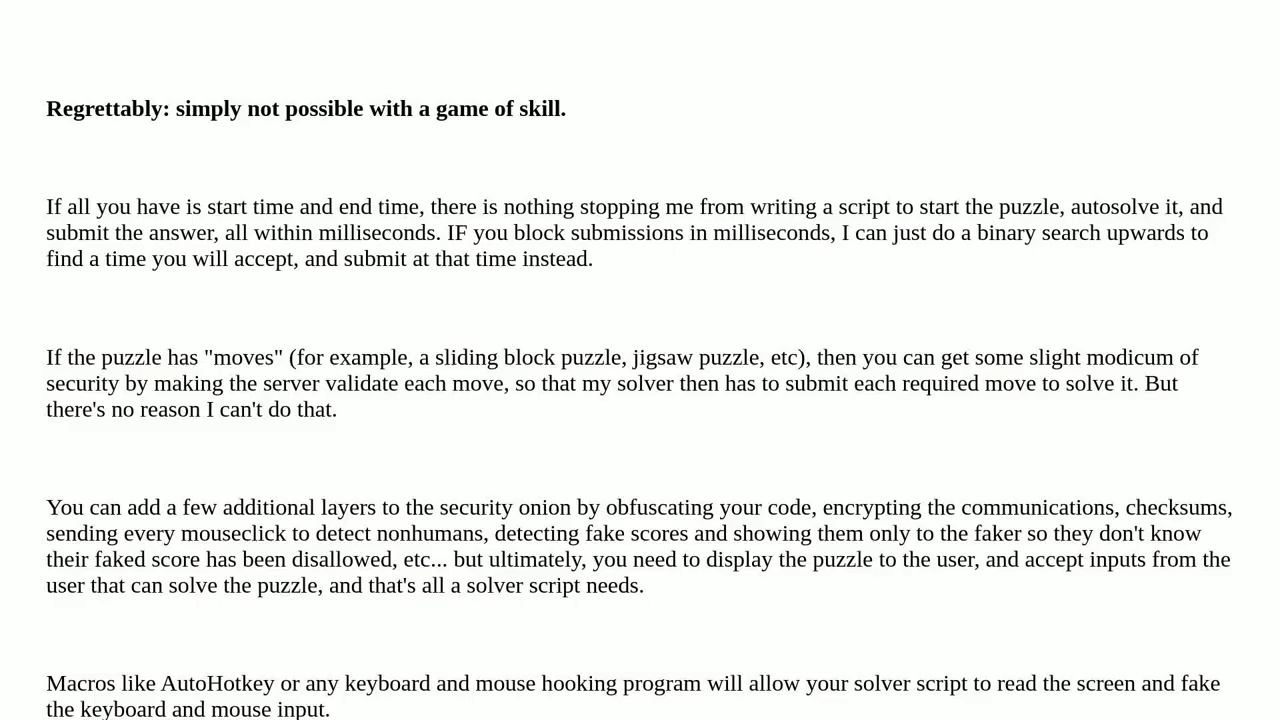 Regrettably: simply not possible with a game of skill.
If all you have is start time and end time, there is nothing stopping me from writing a script to start the puzzle, autosolve it, and
submit the answer, all within milliseconds. IF you block submissions in milliseconds, I can just do a binary search upwards to
find a time you will accept, and submit at that time instead.
If the puzzle has "moves" (for example, a sliding block puzzle, jigsaw puzzle, etc), then you can get some slight modicum of
security by making the server validate each move, so that my solver then has to submit each required move to solve it. But
there's no reason I can't do that.
You can add a few additional layers to the security onion by obfuscating your code, encrypting the communications, checksums,
sending every mouseclick to detect nonhumans, detecting fake scores and showing them only to the faker so they don't know
their faked score has been disallowed, etc... but ultimately, you need to display the puzzle to the user, and accept inputs from the
user that can solve the puzzle, and that's all a solver script needs.
Macros like AutoHotkey or any keyboard and mouse hooking program will allow your solver script to read the screen and fake
the keyboard and mouse input.